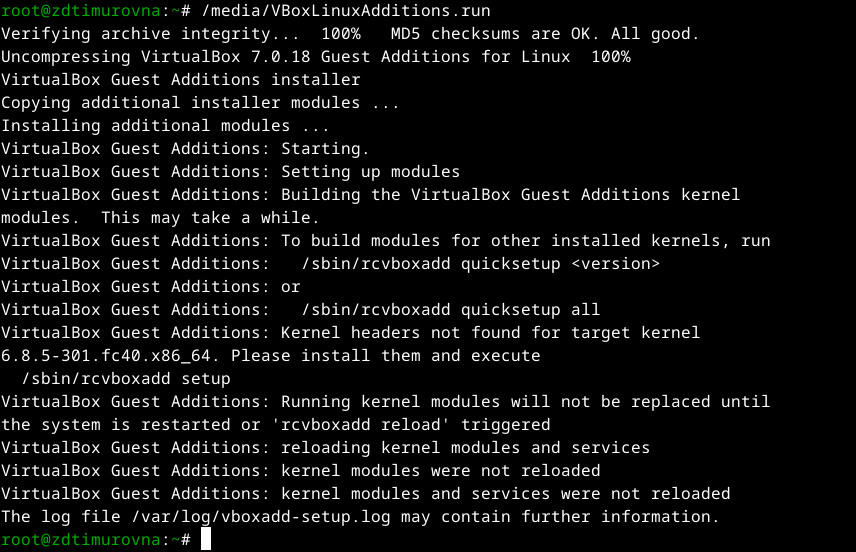 root@zdtimurovna:~# /media/VBoxLinuxAdditions.run
Verifying archive integrity...  100%   MD5 checksums are OK. All good.
Uncompressing VirtualBox 7.0.18 Guest Additions for Linux  100%
VirtualBox Guest Additions installer
Copying additional installer modules ...
Installing additional modules ...
VirtualBox Guest Additions: Starting.
VirtualBox Guest Additions: Setting up modules
VirtualBox Guest Additions: Building the VirtualBox Guest Additions kernel
modules.  This may take a while.
VirtualBox Guest Additions: To build modules for other installed kernels, run
VirtualBox Guest Additions:   /sbin/rcvboxadd quicksetup <version>
VirtualBox Guest Additions: or
VirtualBox Guest Additions:   /sbin/rcvboxadd quicksetup all
VirtualBox Guest Additions: Kernel headers not found for target kernel
6.8.5-301.fc40.x86_64. Please install them and execute
  /sbin/rcvboxadd setup
VirtualBox Guest Additions: Running kernel modules will not be replaced until
the system is restarted or 'rcvboxadd reload' triggered
VirtualBox Guest Additions: reloading kernel modules and services
VirtualBox Guest Additions: kernel modules were not reloaded
VirtualBox Guest Additions: kernel modules and services were not reloaded
The log file /var/log/vboxadd-setup.log may contain further information.
root@zdtimurovna:~#